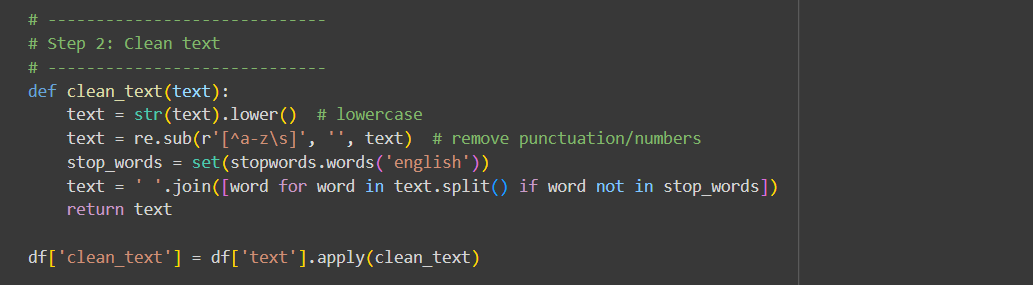 # -----------------------------
# Step 2: Clean text
# -----------------------------
def clean_text(text):
    text = str(text).lower()  # lowercase
    text = re.sub(r'[^a-z\s]', '', text)  # remove punctuation/numbers
    stop_words = set(stopwords.words('english'))
    text = ' '.join([word for word in text.split() if word not in stop_words])
    return text

df['clean_text'] = df['text'].apply(clean_text)